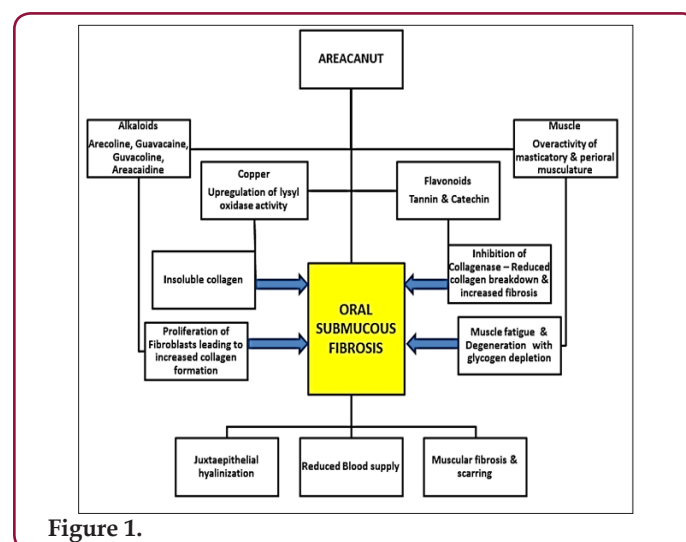 AREACANUT
Alkaloids
Arecoline, Guavacaine,
Guvacoline,
Areacaidine
Muscle
Overactivity of
masticatory & perioral
musculature
Copper
Upregulation of lysyl
oxidase activity
Flavonoids
Tannin & Catechin
Insoluble collagen
ORAL
SUBMUCOUS
FIBROSIS
Inhibition of
Collagenase – Reduced
collagen breakdown &
increased fibrosis
Proliferation of
Fibroblasts leading to
increased collagen
formation
Muscle fatigue &
Degeneration with
glycogen depletion
Juxtaepithelial
hyalinization
Reduced Blood supply
Muscular fibrosis &
scarring
Figure 1.